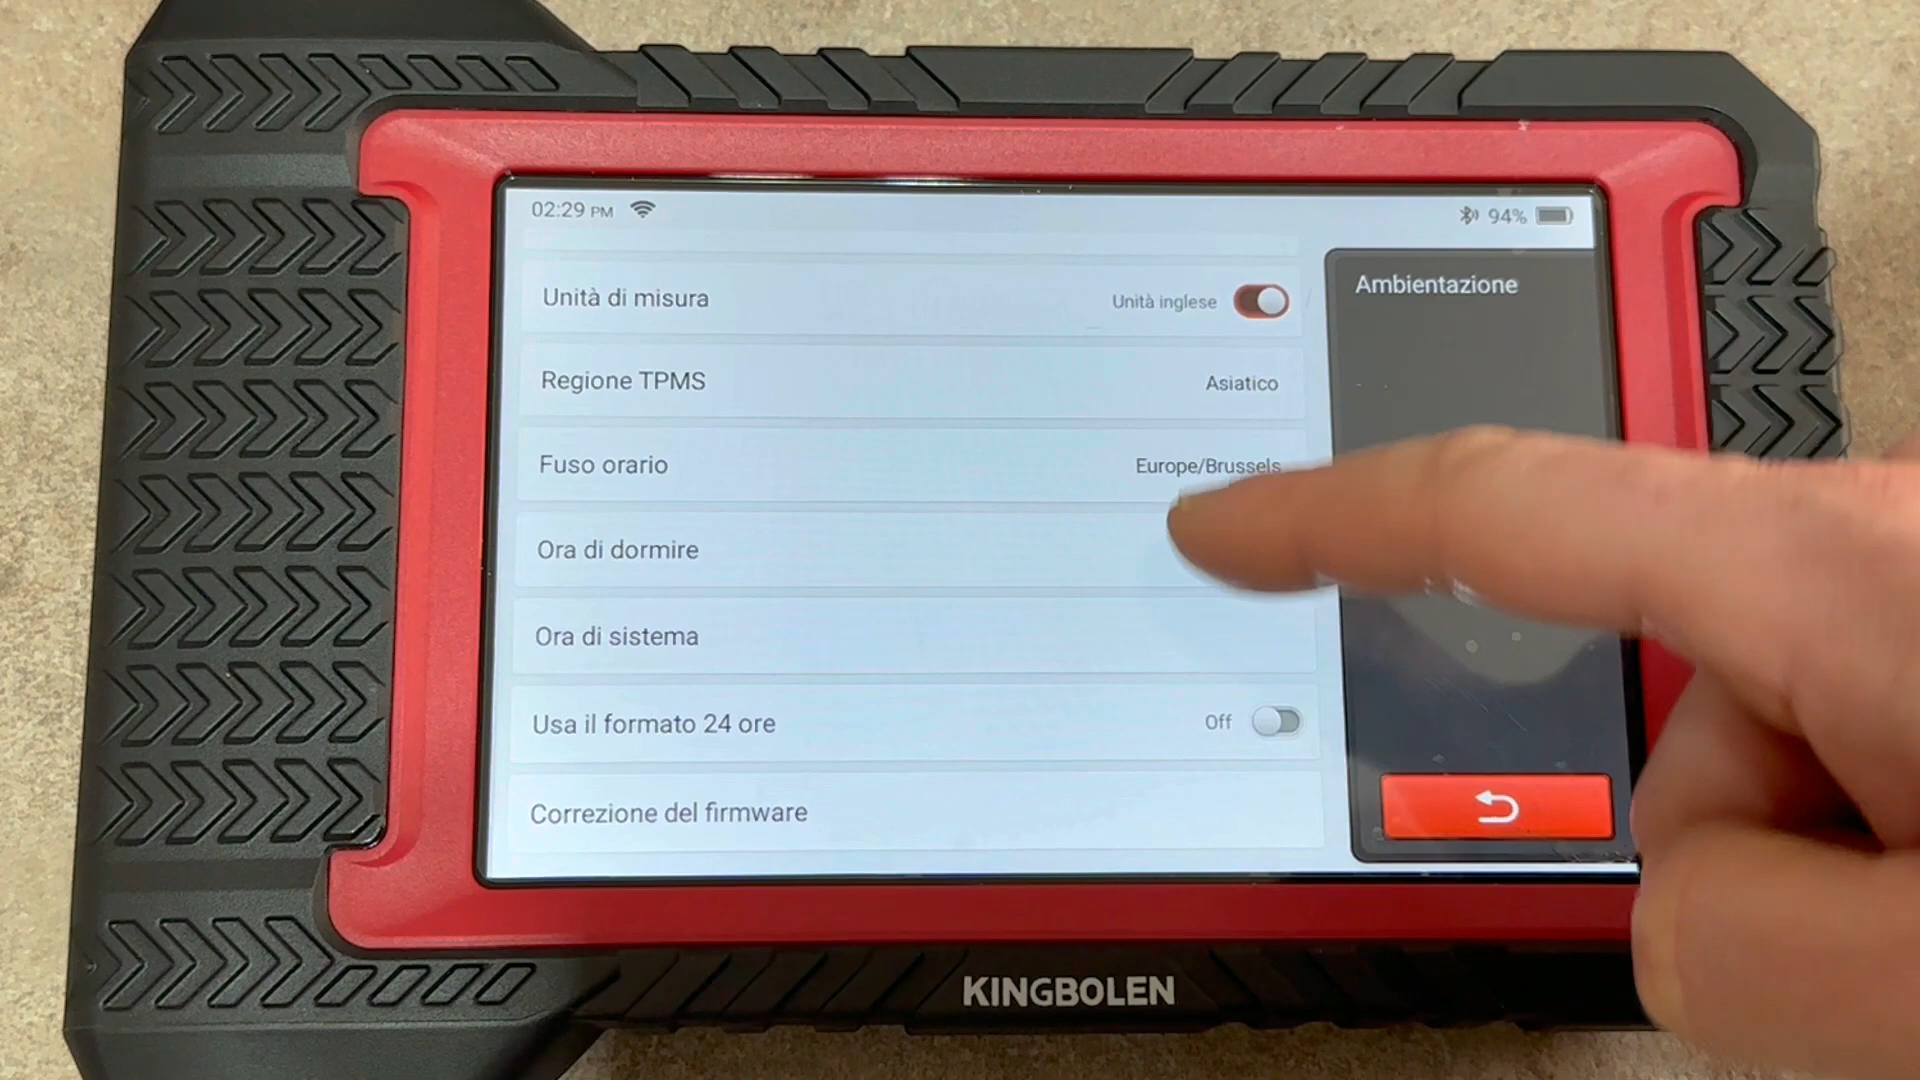 02:29 PM
94%
Unità di misura
Unità inglese
Ambientazione
Regione TPMS
Asiatico
Fuso orario
Europe/Brussels
Ora di dormire
Ora di sistema
Usa il formato 24 ore
Off
Correzione del firmware
KINGBOLEN